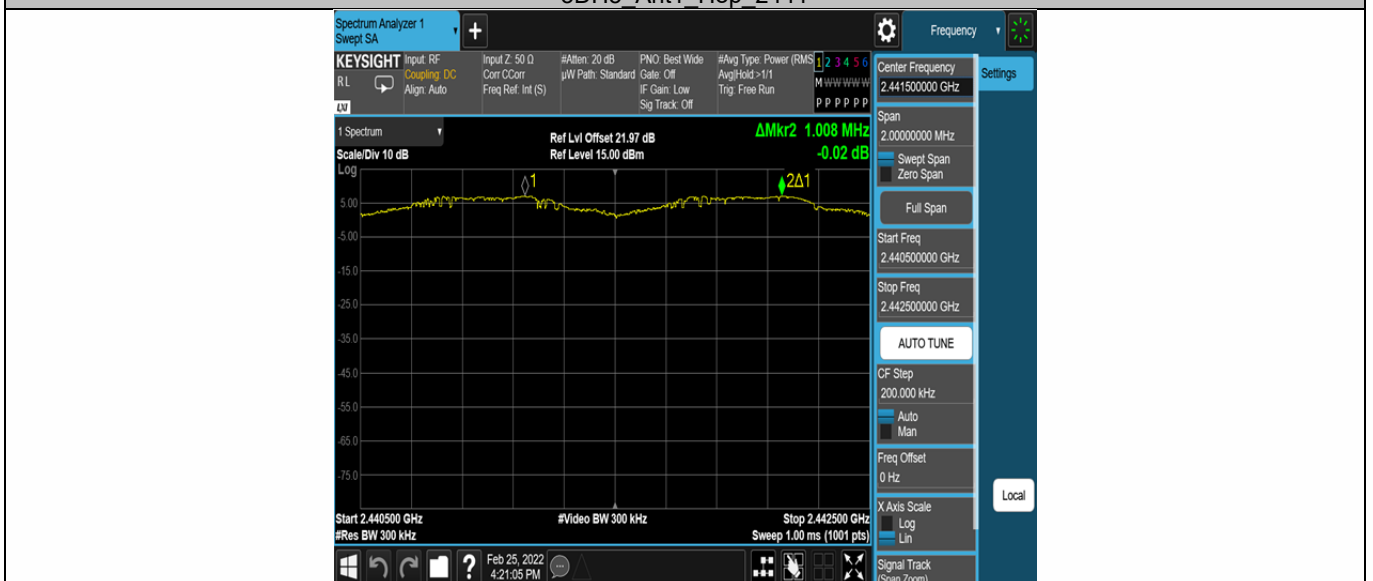 3DH5_Ant1_Hop_2441
Spectrum Analyzer 1
Swept SA
Frequency
KEYSIGHT
RL
LXI
Input: RF
Coupling: DC
Align: Auto
Input Z: 50 Ω
Corr CCorr
Freq Ref: Int (S)
#Atten: 20 dB
µW Path: Standard
PNO: Best Wide
Gate: Off
IF Gain: Low
Sig Track: Off
#Avg Type: Power (RMS
Avg|Hold:>1/1
Trig: Free Run
1 2 3 4 5 6
M W W W W W
P P P P P P
1 Spectrum
Scale/Div 10 dB
Log
Ref Lvl Offset 21.97 dB
Ref Level 15.00 dBm
ΔMkr2 1.008 MHz
-0.02 dB
1
2Δ1
5.00
-5.00
-15.0
-25.0
-35.0
-45.0
-55.0
-65.0
-75.0
Start 2.440500 GHz
#Res BW 300 kHz
#Video BW 300 kHz
Stop 2.442500 GHz
Sweep 1.00 ms (1001 pts)
Feb 25, 2022
4:21:05 PM
Center Frequency
2.441500000 GHz
Settings
Span
2.00000000 MHz
Swept Span
Zero Span
Full Span
Start Freq
2.440500000 GHz
Stop Freq
2.442500000 GHz
AUTO TUNE
CF Step
200.000 kHz
Auto
Man
Freq Offset
0 Hz
Local
X Axis Scale
Log
Lin
Signal Track
(Span Zoom)